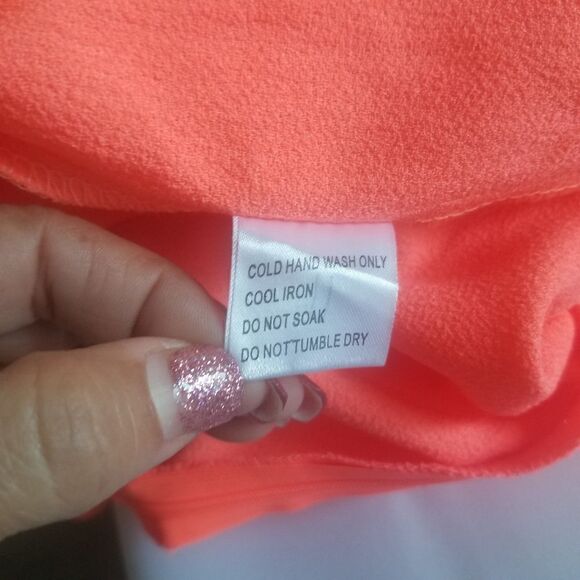 COLD HAND WASH ONLY
COOL IRON
DO NOT SOAK
DO NOT TUMBLE DRY